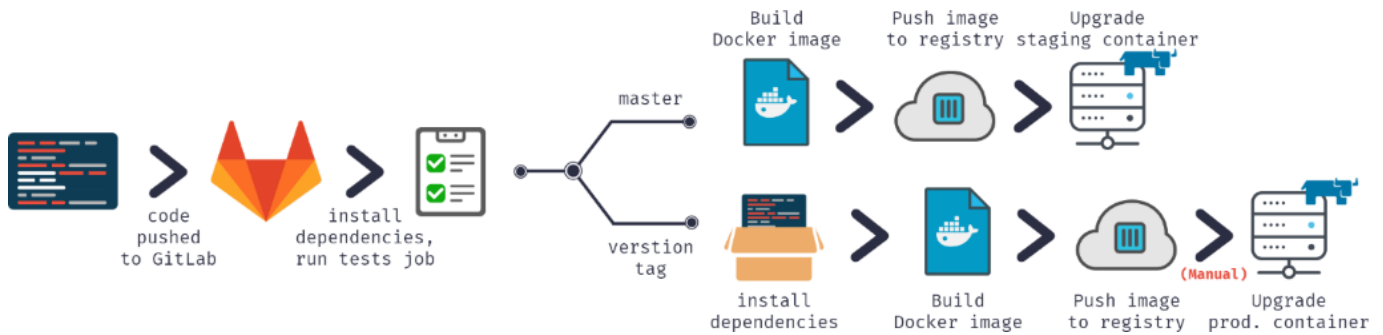 code
pushed
to GitLab
install
dependencies,
run tests job
master
Build
Docker image
Push image
to registry
Upgrade
staging container
verstion
tag
install
dependencies
Build
Docker image
Push image
to registry
(Manual)
Upgrade
prod. container